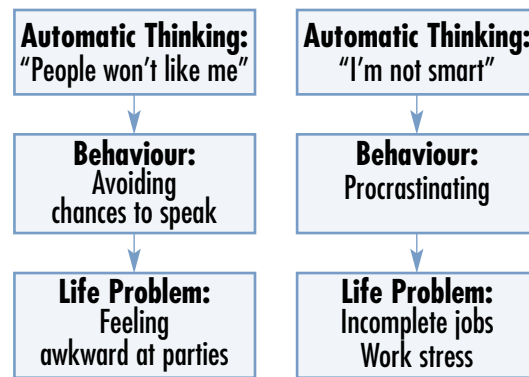 Automatic Thinking:
“People won’t like me”
Behaviour:
Avoiding
chances to speak
Life Problem:
Feeling
awkward at parties
Automatic Thinking:
“I’m not smart”
Behaviour:
Procrastinating
Life Problem:
Incomplete jobs
Work stress